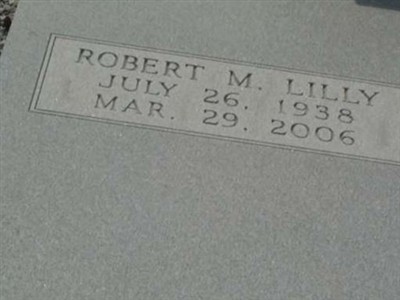 ROBERT M. LILLY
JULY 26. 1938
MAR. 29. 2006